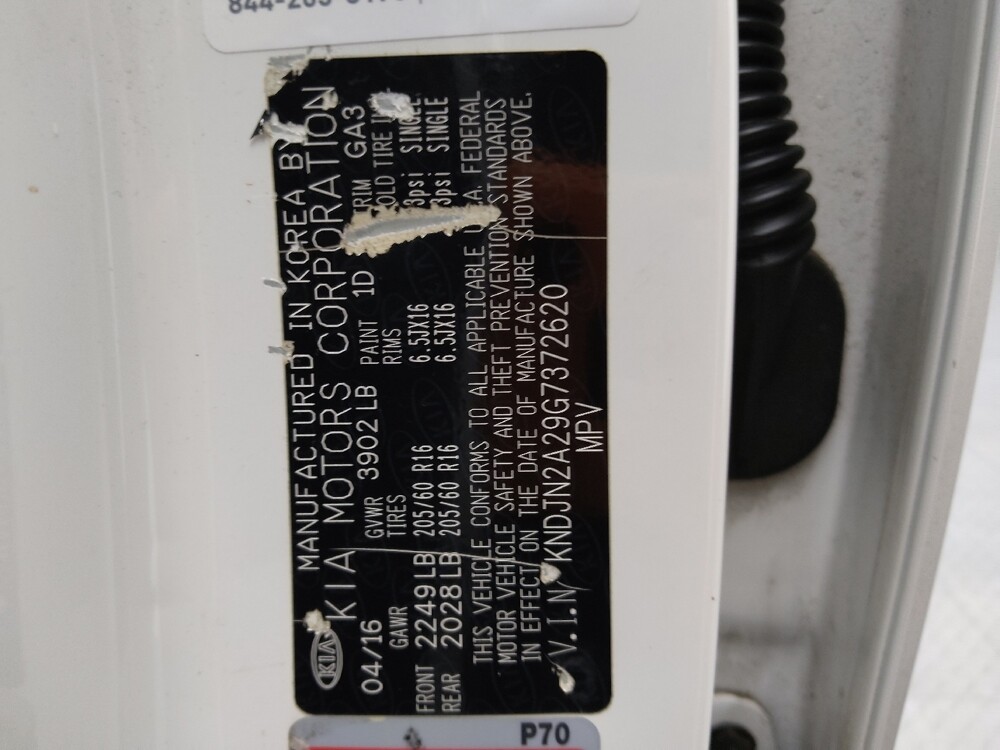 MANUFACTURED IN KOREA BY
KIA KIA MOTORS CORPORATION
04/16 GVWR 3902LB PAINT 1D TRIM GA3
GAWR TIRES RIMS COLD TIRE
FRONT 2249LB 205/60 R16 6.5JX16 SINGLE
REAR 2028LB 205/60 R16 6.5JX16 SINGLE
THIS VEHICLE CONFORMS TO ALL APPLICABLE U.S.A. FEDERAL
MOTOR VEHICLE SAFETY AND THEFT PREVENTION STANDARDS
IN EFFECT ON THE DATE OF MANUFACTURE SHOWN ABOVE.
V.I.N KNDJN2A29G7372620
MPV
P70